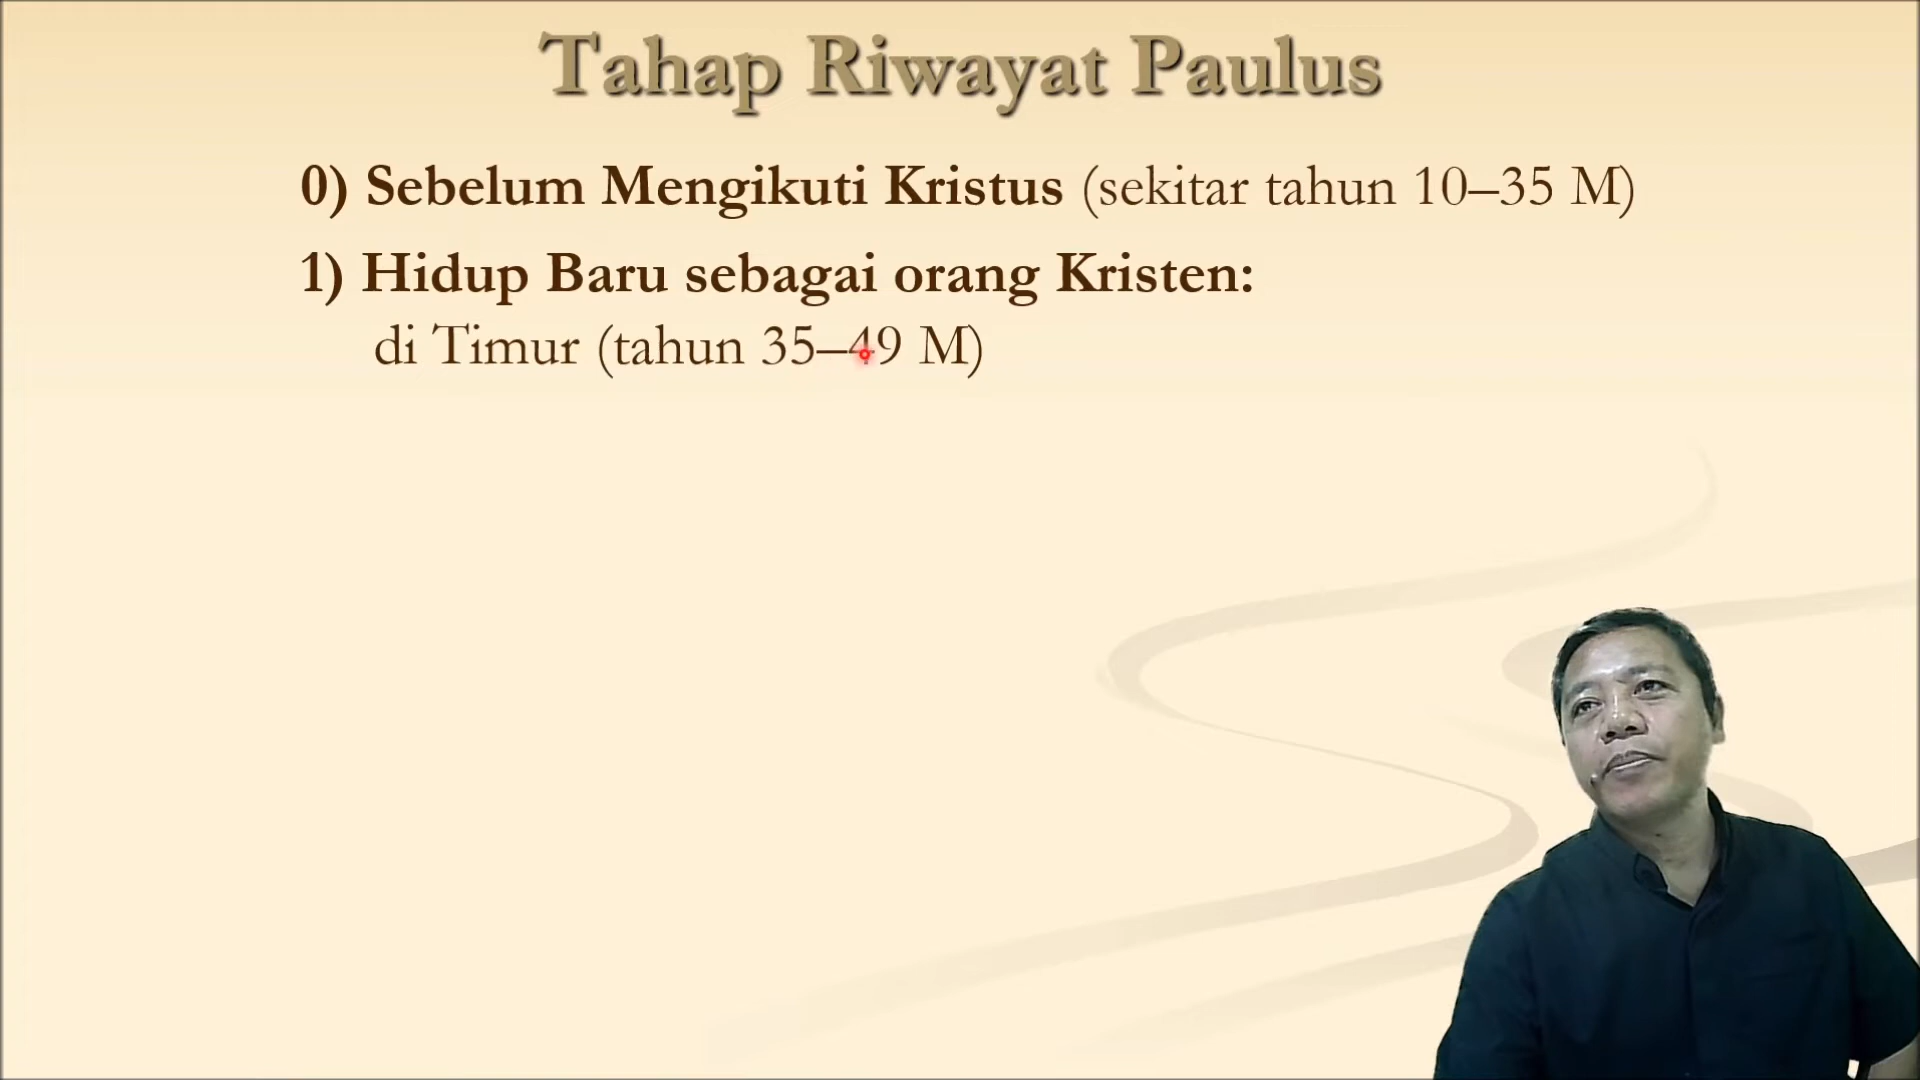 Tahap Riwayat Paulus
0) Sebelum Mengikuti Kristus (sekitar tahun 10–35 M)
1) Hidup Baru sebagai orang Kristen:
di Timur (tahun 35–49 M)